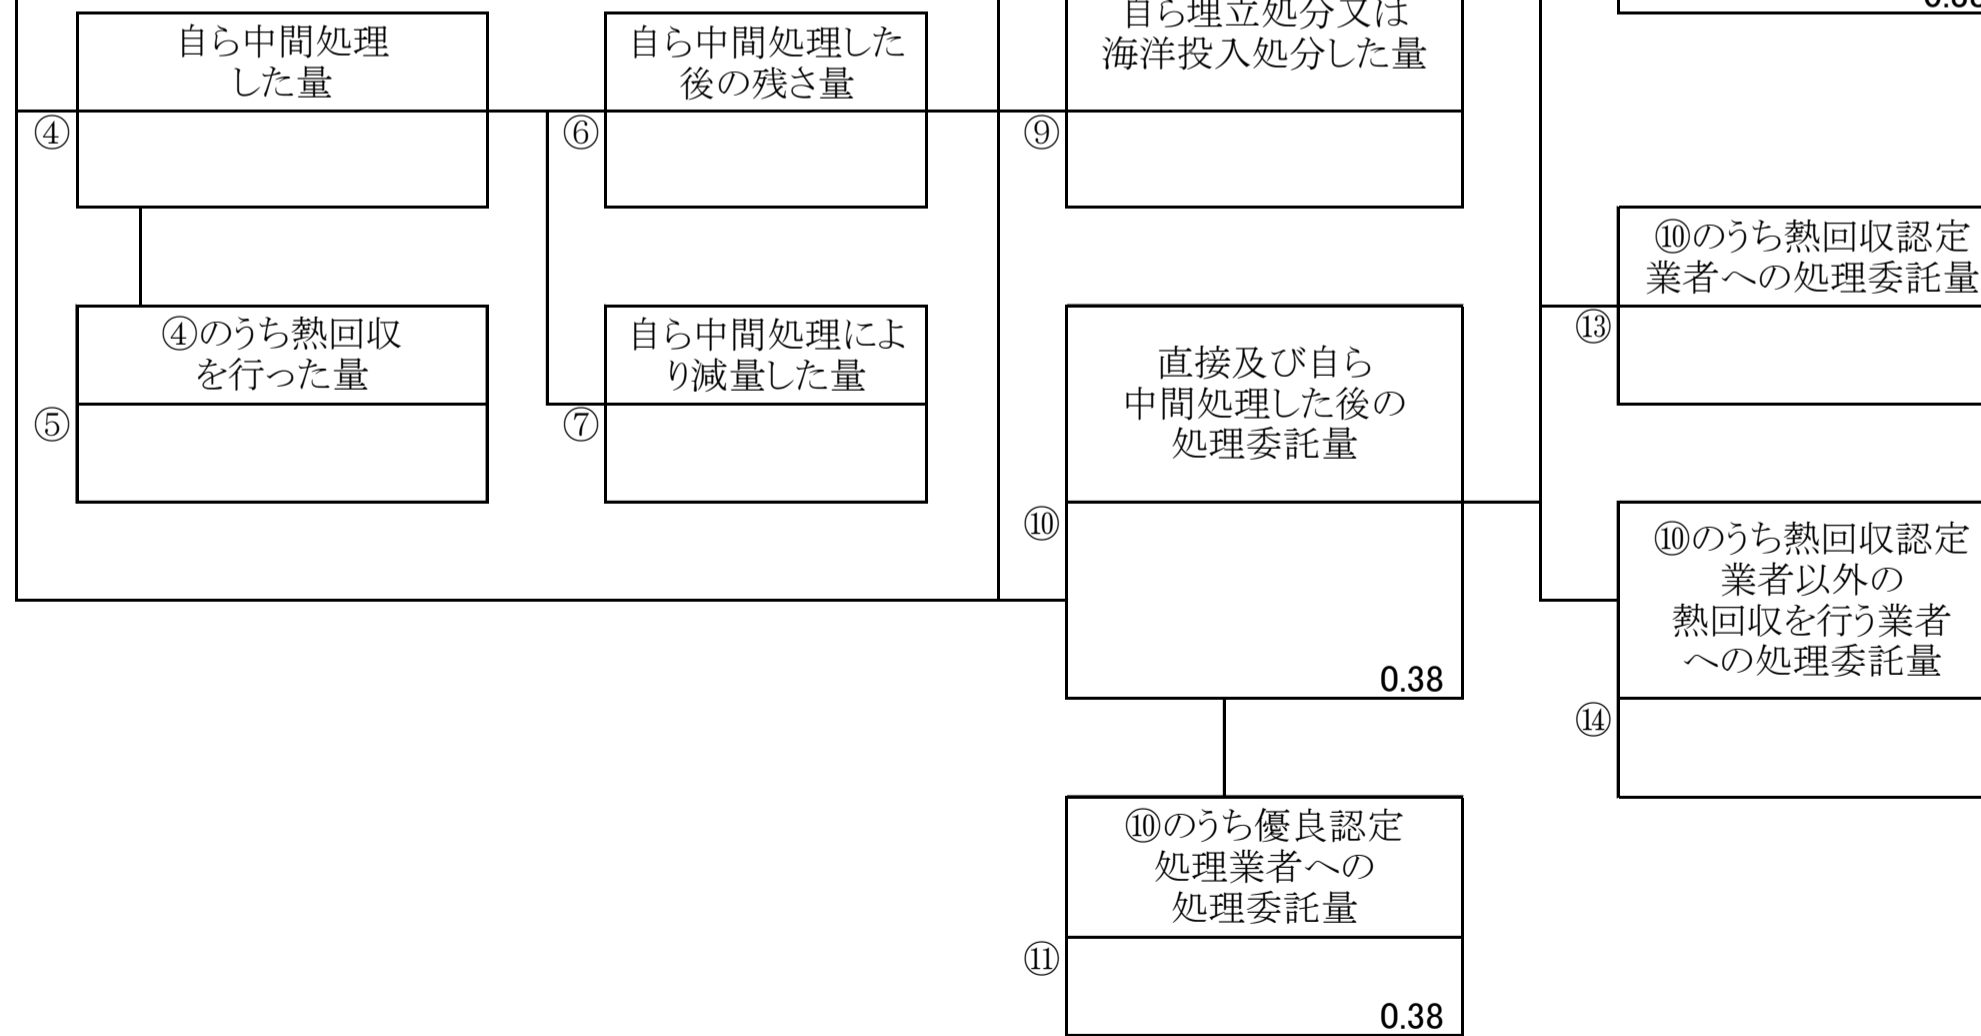 自ら中間処理
した量
④
自ら中間処理した
後の残さ量
⑥
自ら埋立処分又は
海洋投入処分した量
⑨
④のうち熱回収
を行った量
⑤
自ら中間処理によ
り減量した量
⑦
直接及び自ら
中間処理した後の
処理委託量
⑩
0.38
⑩のうち優良認定
処理業者への
処理委託量
⑪
0.38
⑩のうち熱回収認定
業者への処理委託量
⑬
⑩のうち熱回収認定
業者以外の
熱回収を行う業者
への処理委託量
⑭